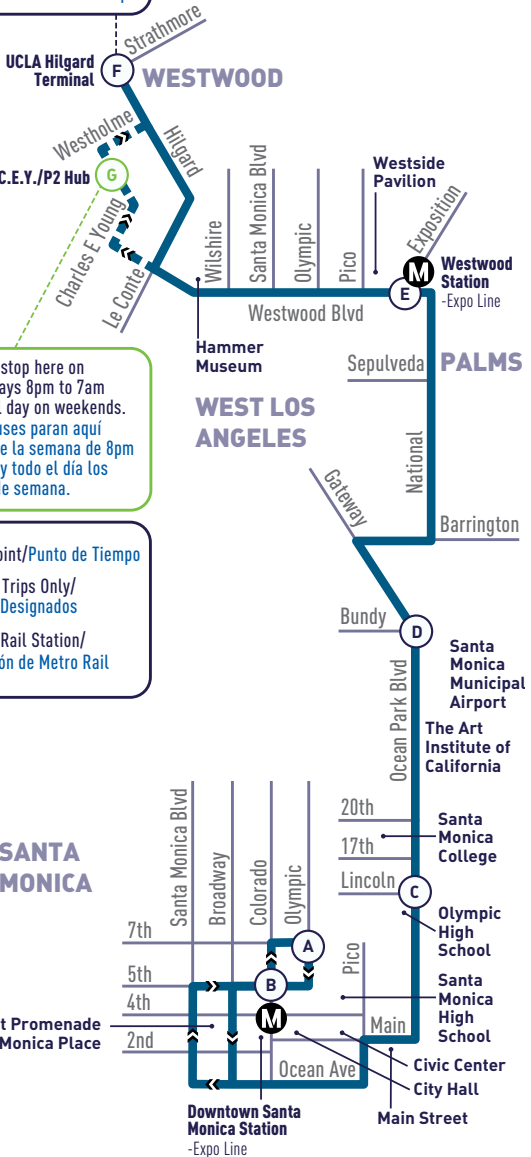 Strathmore
UCLA Hilgard
Terminal
F
WESTWOOD
Westholme
Hilgard
C.E.Y./P2 Hub
G
Charles E Young
Le Conte
Wilshire
Santa Monica Blvd
Olympic
Pico
Westside
Pavilion
Exposition
M
E
Westwood
Station
-Expo Line
Westwood Blvd
Hammer
Museum
Sepulveda
PALMS
WEST LOS
ANGELES
National
stop here on
8pm to 7am
day on weekends.
paran aquí
la semana de 8pm
y todo el día los
de semana.
Gateway
Barrington
Punto de Tiempo
Trips Only/
Designados
Rail Station/
de Metro Rail
Bundy
D
Santa
Monica
Municipal
Airport
Ocean Park Blvd
The Art
Institute of
California
20th
17th
Santa
Monica
College
Lincoln
C
Olympic
High
School
SANTA
MONICA
Santa Monica Blvd
Broadway
Colorado
Olympic
7th
A
5th
B
4th
M
2nd
Pico
Santa
Monica
High
School
Promenade
Monica Place
Main
Ocean Ave
Civic Center
City Hall
Main Street
Downtown Santa
Monica Station
-Expo Line